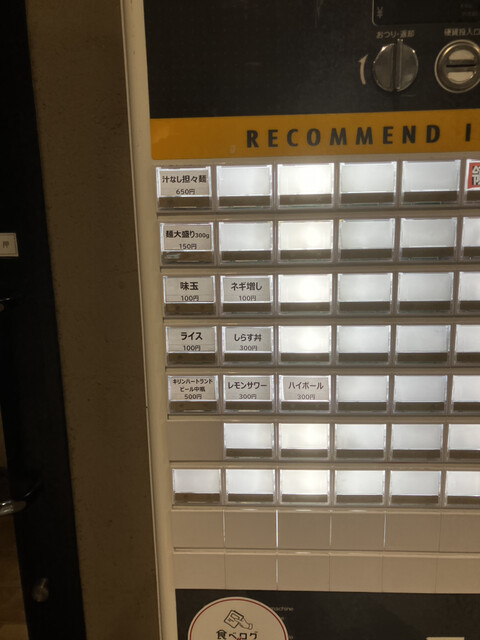 ¥
おつり・返却
硬貨投入口
RECOMMEND
汁なし担々麺
650円
麺大盛り300g
150円
味玉
100円
ネギ増し
100円
ライス
100円
しらす丼
300円
キリンハートランド
ビール中瓶
500円
レモンサワー
300円
ハイボール
300円
食べログ